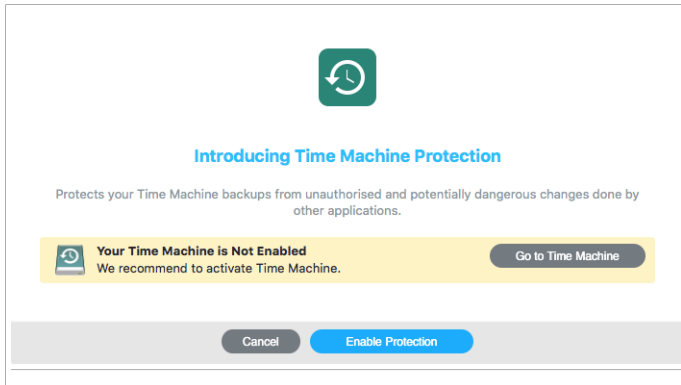 Introducing Time Machine Protection
Protects your Time Machine backups from unauthorised and potentially dangerous changes done by
other applications.
Your Time Machine is Not Enabled
We recommend to activate Time Machine.
Go to Time Machine
Cancel
Enable Protection